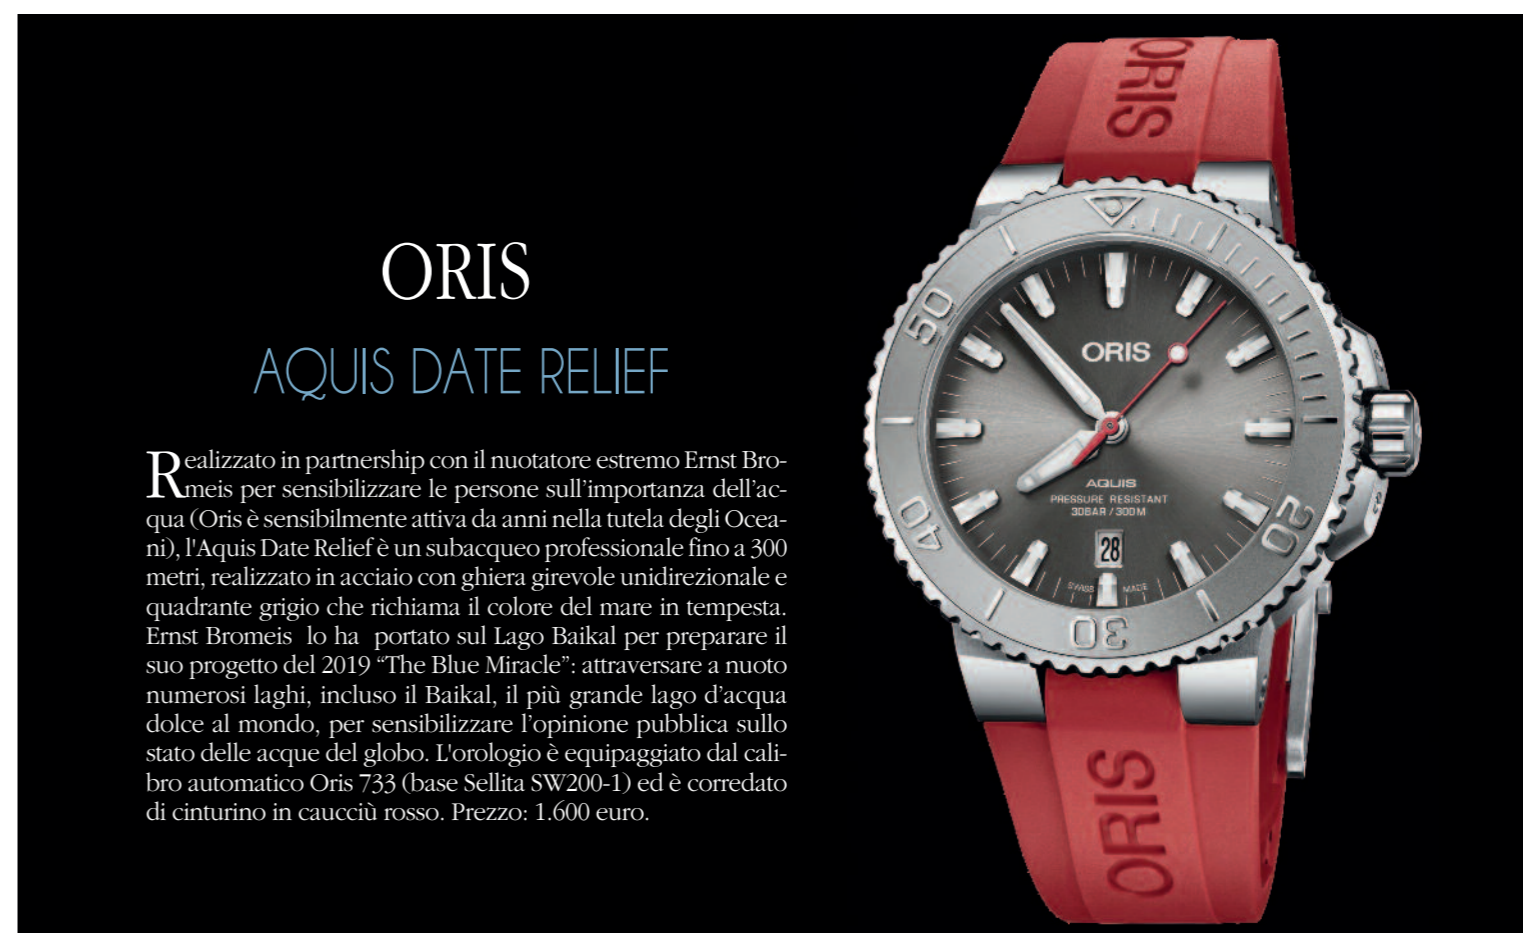 ORIS
AQUIS DATE RELIEF
Realizzato in partnership con il nuotatore estremo Ernst Bro-
meis per sensibilizzare le persone sull’importanza dell’ac-
qua (Oris è sensibilmente attiva da anni nella tutela degli Ocea-
ni), l'Aquis Date Relief è un subacqueo professionale fino a 300
metri, realizzato in acciaio con ghiera girevole unidirezionale e
quadrante grigio che richiama il colore del mare in tempesta.
Ernst Bromeis lo ha portato sul Lago Baikal per preparare il
suo progetto del 2019 “The Blue Miracle”: attraversare a nuoto
numerosi laghi, incluso il Baikal, il più grande lago d’acqua
dolce al mondo, per sensibilizzare l’opinione pubblica sullo
stato delle acque del globo. L'orologio è equipaggiato dal cali-
bro automatico Oris 733 (base Sellita SW200-1) ed è corredato
di cinturino in caucciù rosso. Prezzo: 1.600 euro.
ORIS
50
ORIS
AQUIS
PRESSURE RESISTANT
30BAR / 300M
40
20
28
SWISS MADE
30
ORIS